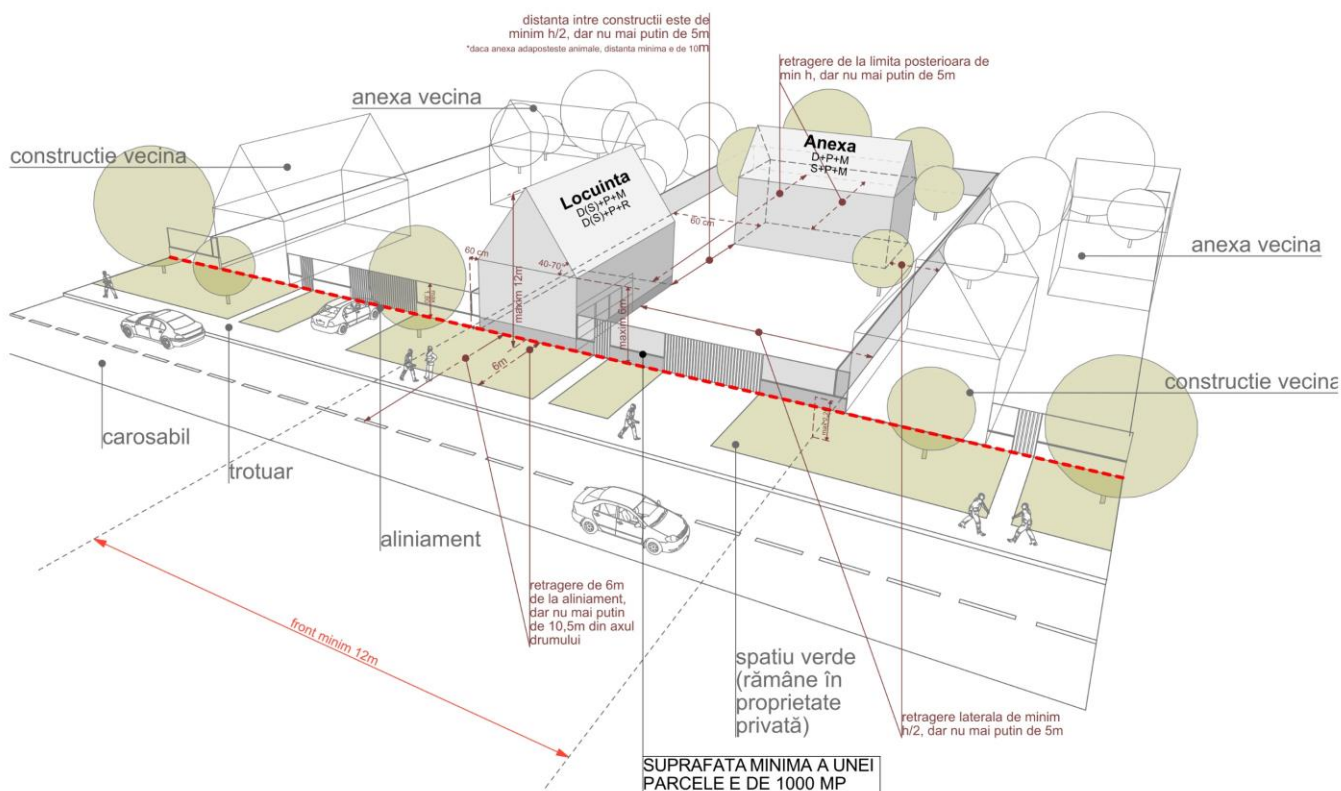 distanta intre constructii este de
minim h/2, dar nu mai putin de 5m
*daca anexa adaposteste animale, distanta minima e de 10m
retragere de la limita posterioara de
min h, dar nu mai putin de 5m
anexa vecina
constructie vecina
Anexa
D+P+M
S+P+M
Locuinta
D(S)+P+M
D(S)+P+R
60 cm
60 cm
40-70°
maxim 12m
maxim 6m
anexa vecina
6m
constructie vecina
carosabil
trotuar
aliniament
retragere de 6m
de la aliniament,
dar nu mai putin
de 10,5m din axul
drumului
front minim 12m
spatiu verde
(rămâne în
proprietate
privată)
retragere laterala de minim
h/2, dar nu mai putin de 5m
SUPRAFATA MINIMA A UNEI
PARCELE E DE 1000 MP